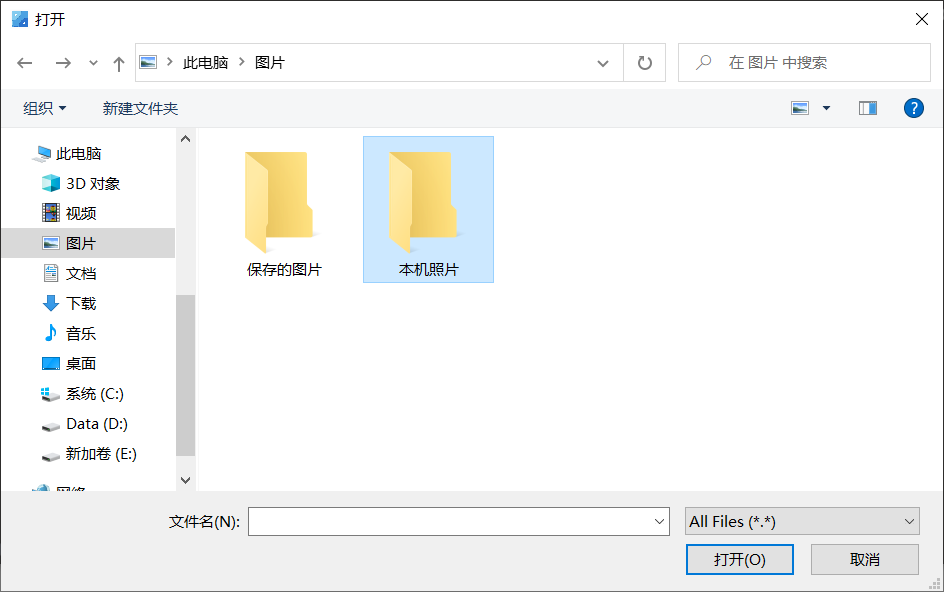 打开
此电脑 > 图片
在 图片 中搜索
组织
新建文件夹
此电脑
3D 对象
视频
图片
文档
下载
音乐
桌面
系统 (C:)
Data (D:)
新加卷 (E:)
网络
保存的图片
本机照片
文件名(N):
All Files (*.*)
打开(O)
取消